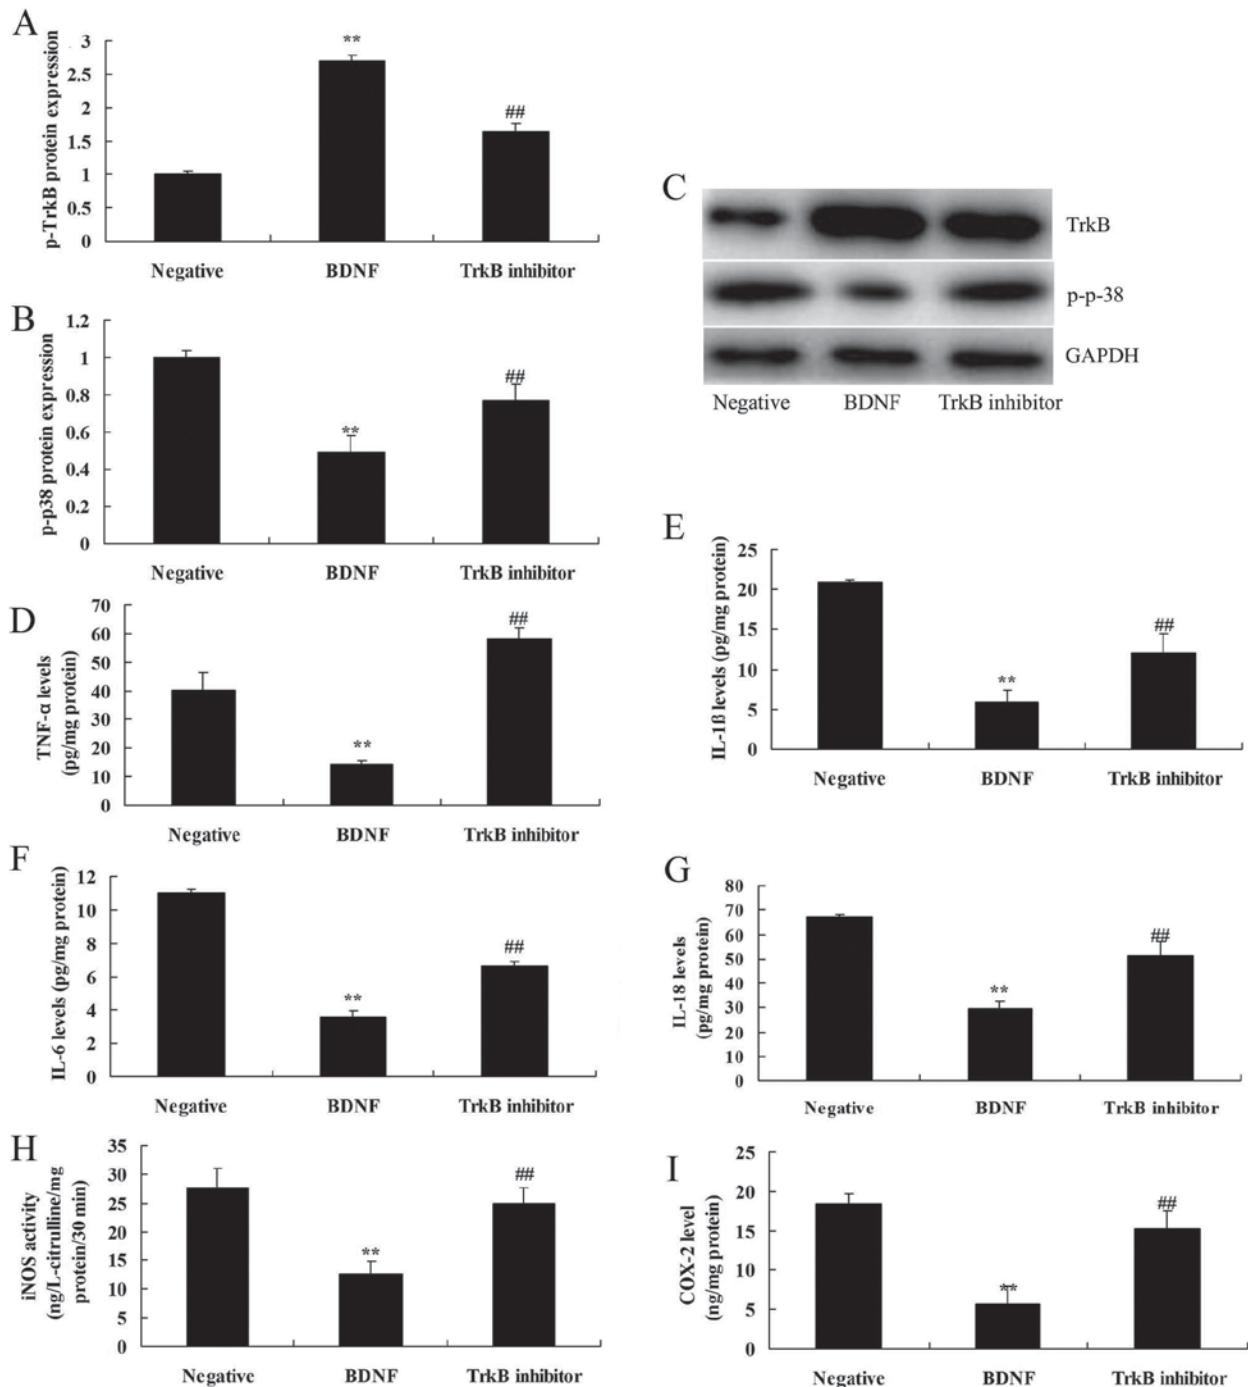 A
p-TrkB protein expression
3
2.5
2
1.5
1
0.5
0
**
##
Negative BDNF TrkB inhibitor
B
p-p38 protein expression
1.2
1
0.8
0.6
0.4
0.2
0
**
##
Negative BDNF TrkB inhibitor
C
TrkB
p-p-38
GAPDH
Negative BDNF TrkB inhibitor
D
TNF-α levels
(pg/mg protein)
70
60
50
40
30
20
10
0
**
##
Negative BDNF TrkB inhibitor
E
IL-1ß levels (pg/mg protein)
25
20
15
10
5
0
**
##
Negative BDNF TrkB inhibitor
F
IL-6 levels (pg/mg protein)
12
10
8
6
4
2
0
**
##
Negative BDNF TrkB inhibitor
G
IL-18 levels
(pg/mg protein)
80
70
60
50
40
30
20
10
0
**
##
Negative BDNF TrkB inhibitor
H
iNOS activity
(ng/L-citrulline/mg
protein/30 min)
35
30
25
20
15
10
5
0
**
##
Negative BDNF TrkB inhibitor
I
COX-2 level
(ng/mg protein)
25
20
15
10
5
0
**
##
Negative BDNF TrkB inhibitor